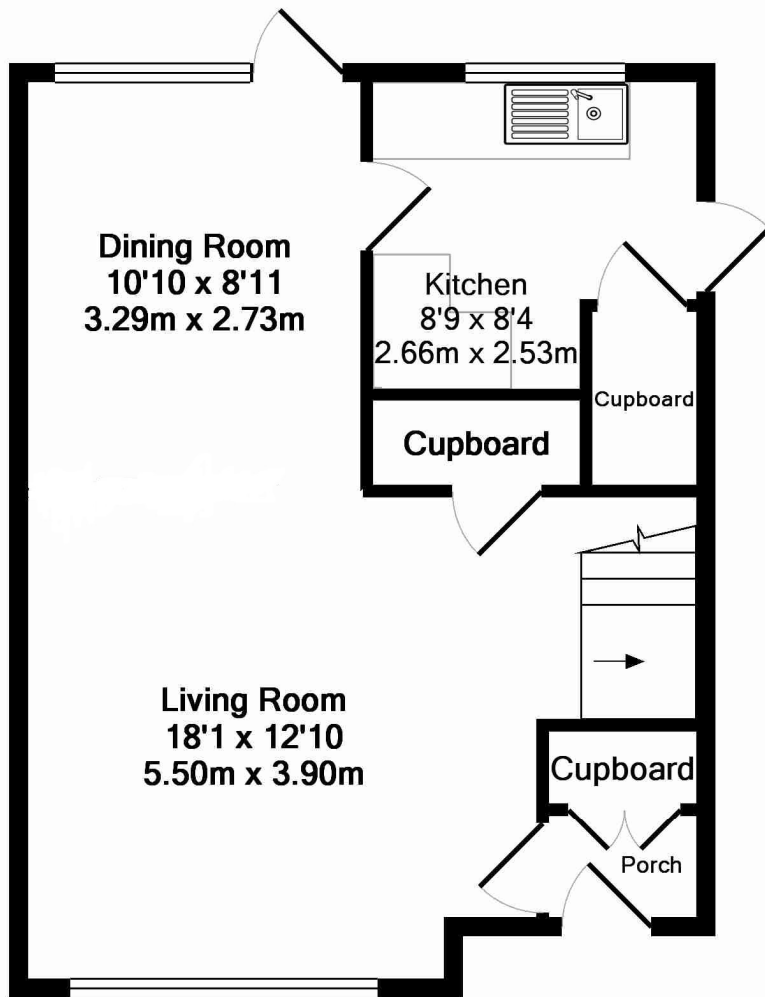 Dining Room
10'10 x 8'11
3.29m x 2.73m
Kitchen
8'9 x 8'4
2.66m x 2.53m
Cupboard
Cupboard
Living Room
18'1 x 12'10
5.50m x 3.90m
Cupboard
Porch